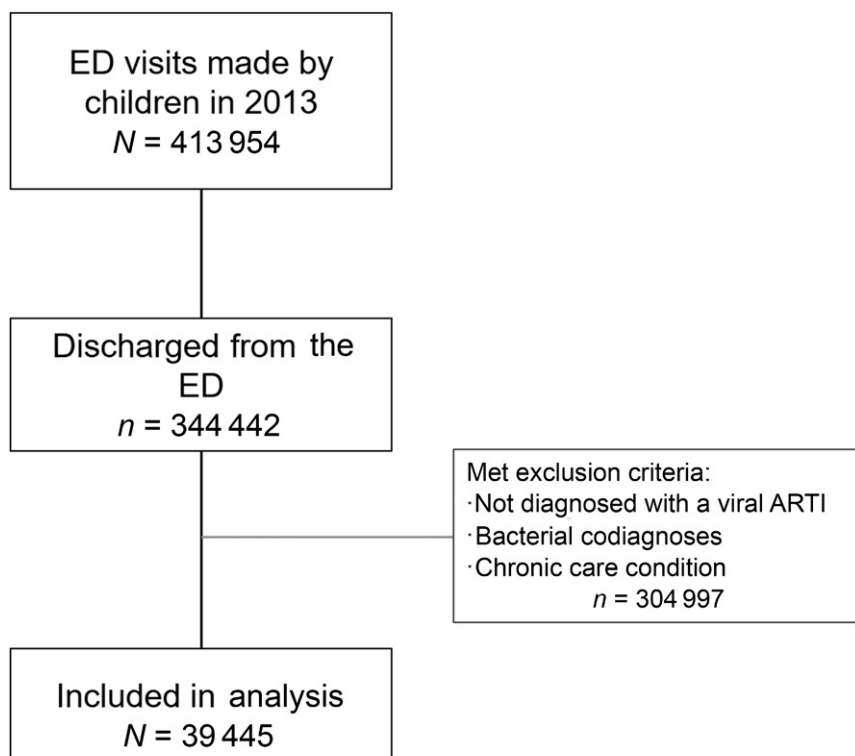 ED visits made by
children in 2013
N = 413 954
Discharged from the
ED
n = 344 442
Met exclusion criteria:
·Not diagnosed with a viral ARTI
·Bacterial codiagnoses
·Chronic care condition
n = 304 997
Included in analysis
N = 39 445